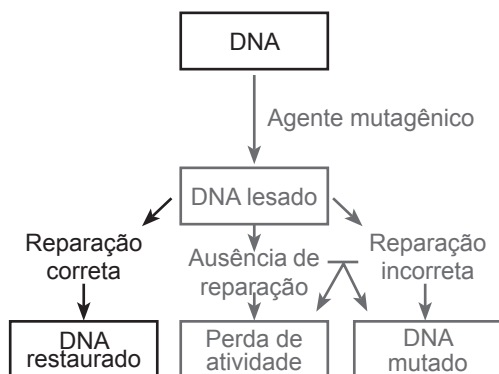 DNA
Agente mutagênico
DNA lesado
Reparação
correta
Ausência de
reparação
Reparação
incorreta
DNA
restaurado
Perda de
atividade
DNA
mutado